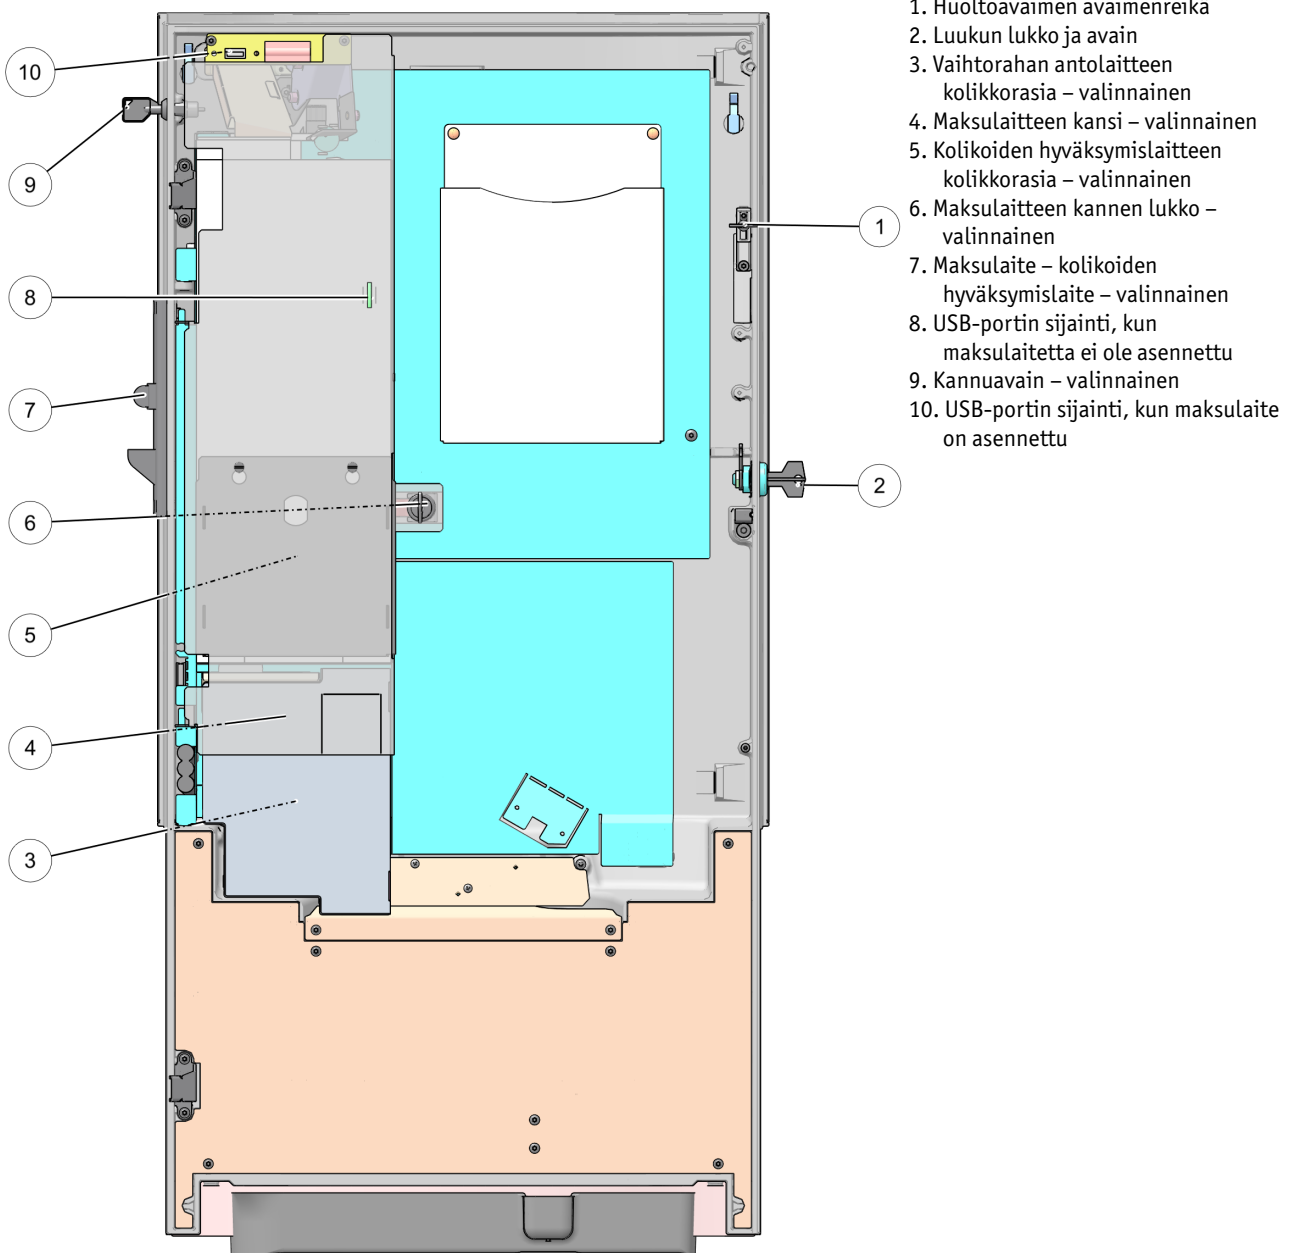 1. Huoltoavaimen avaimenreikä
2. Luukun lukko ja avain
3. Vaihtorahan antolaitteen
kolikkorasia – valinnainen
4. Maksulaitteen kansi – valinnainen
5. Kolikoiden hyväksymislaitteen
kolikkorasia – valinnainen
6. Maksulaitteen kannen lukko –
valinnainen
7. Maksulaite – kolikoiden
hyväksymislaite – valinnainen
8. USB-portin sijainti, kun
maksulaitetta ei ole asennettu
9. Kannuavain – valinnainen
10. USB-portin sijainti, kun maksulaite
on asennettu
10
9
8
7
6
5
4
3
1
2